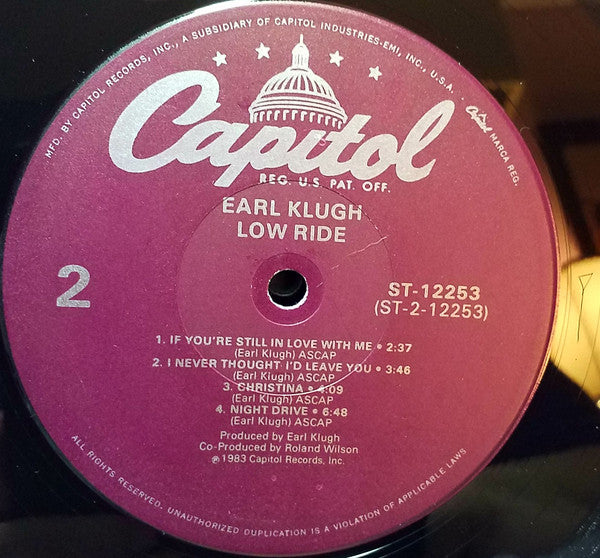 MFD. BY CAPITOL RECORDS, INC., A SUBSIDIARY OF CAPITOL INDUSTRIES-EMI, INC., U.S.A.
Capitol
REG. U.S. PAT. OFF.
Capitol MARCA REG.
EARL KLUGH
LOW RIDE
2
ST-12253
(ST-2-12253)
1. IF YOU'RE STILL IN LOVE WITH ME • 2:37
(Earl Klugh) ASCAP
2. I NEVER THOUGHT I'D LEAVE YOU • 3:46
(Earl Klugh) ASCAP
3. CHRISTINA • 4:09
(Earl Klugh) ASCAP
4. NIGHT DRIVE • 6:48
(Earl Klugh) ASCAP
Produced by Earl Klugh
Co-Produced by Roland Wilson
℗1983 Capitol Records, Inc.
ALL RIGHTS RESERVED. UNAUTHORIZED DUPLICATION IS A VIOLATION OF APPLICABLE LAWS